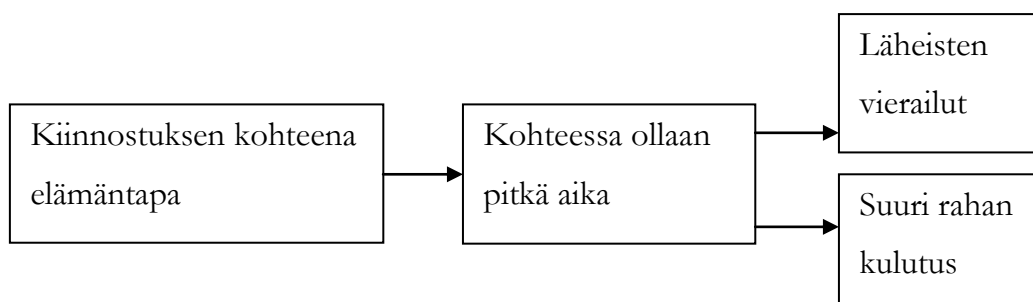 Kiinnostuksen kohteena
elämäntapa
Kohteessa ollaan
pitkä aika
Läheisten
vierailut
Suuri rahan
kulutus